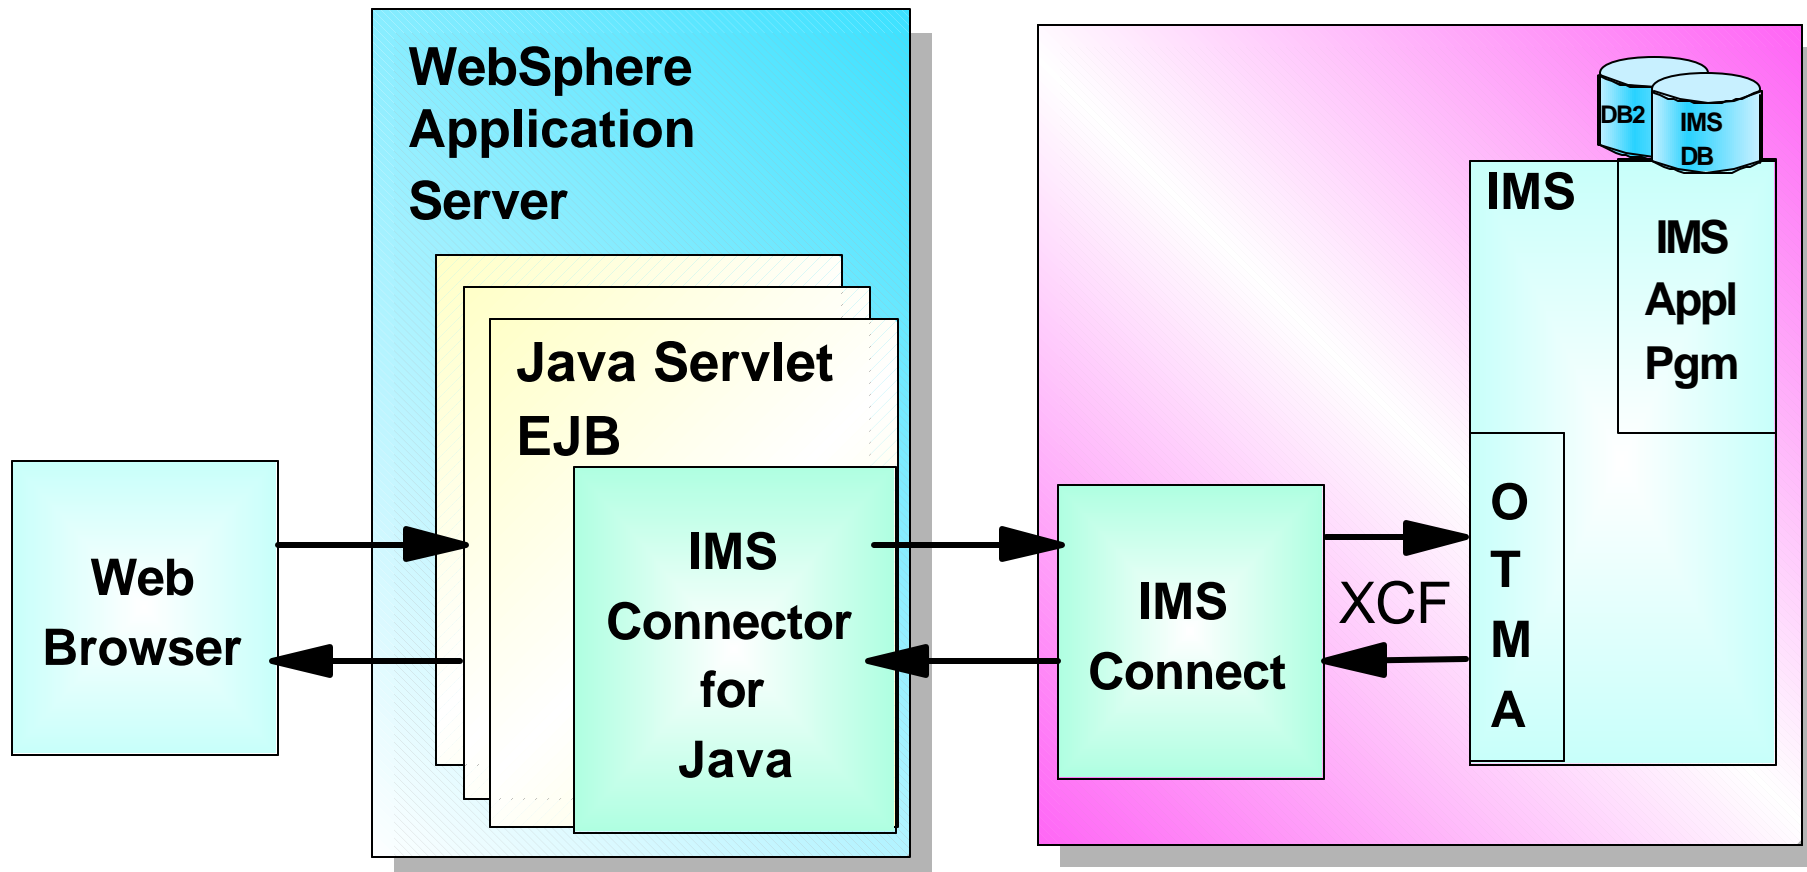 WebSphere
Application
Server
Java Servlet
EJB
IMS
Connector
for
Java
Web
Browser
IMS
Connect
XCF
DB2
IMS
DB
IMS
IMS
Appl
Pgm
O
T
M
A